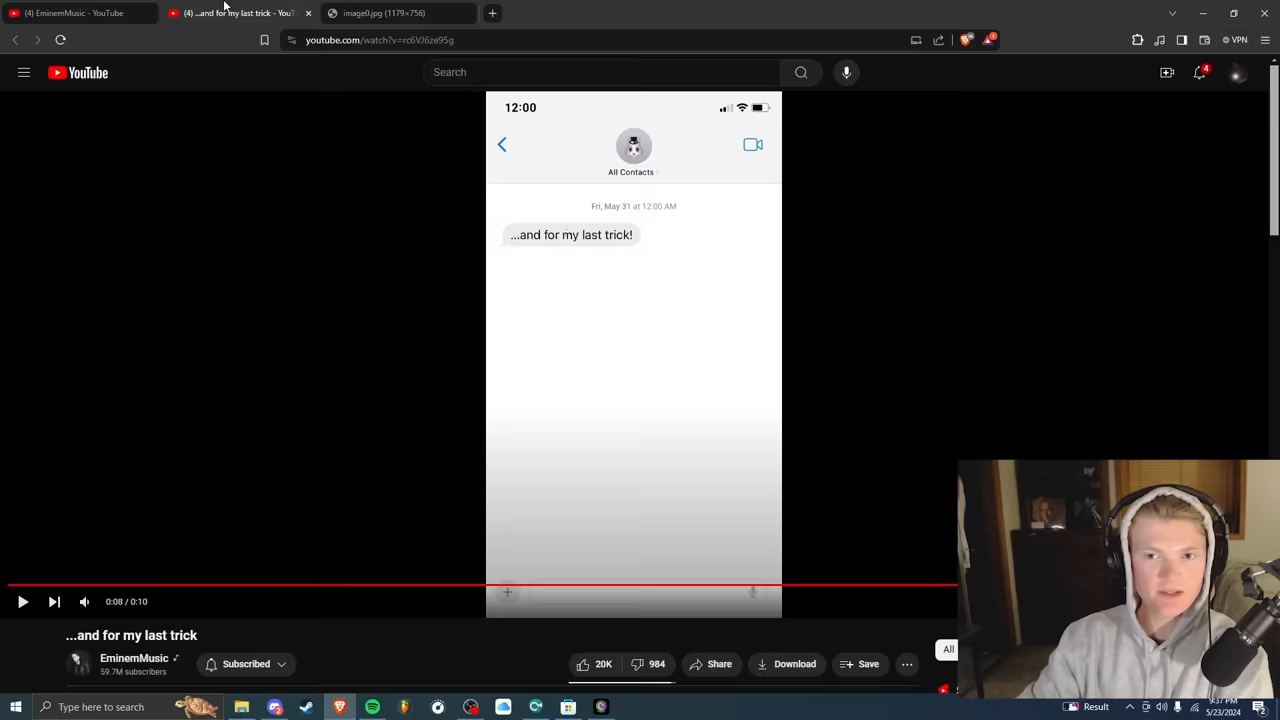 (4) EminemMusic - YouTube
(4) ...and for my last trick - YouT
image0.jpg (1179×756)
youtube.com/watch?v=rc6VJ6ze95g
VPN
YouTube
Search
4
12:00
All Contacts
Fri, May 31 at 12:00 AM
...and for my last trick!
0:08 / 0:10
...and for my last trick
EminemMusic
59.7M subscribers
Subscribed
20K
984
Share
Download
Save
All
Type here to search
Result
9:37 PM
5/23/2024
2